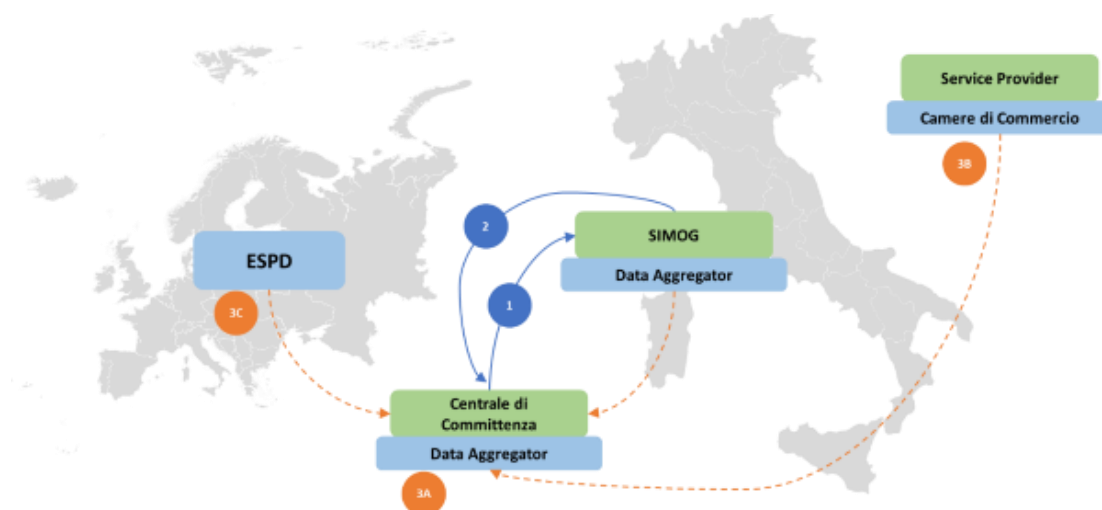 Service Provider
Camere di Commercio
3B
2
SIMOG
ESPD
Data Aggregator
1
3C
Centrale di
Committenza
Data Aggregator
3A